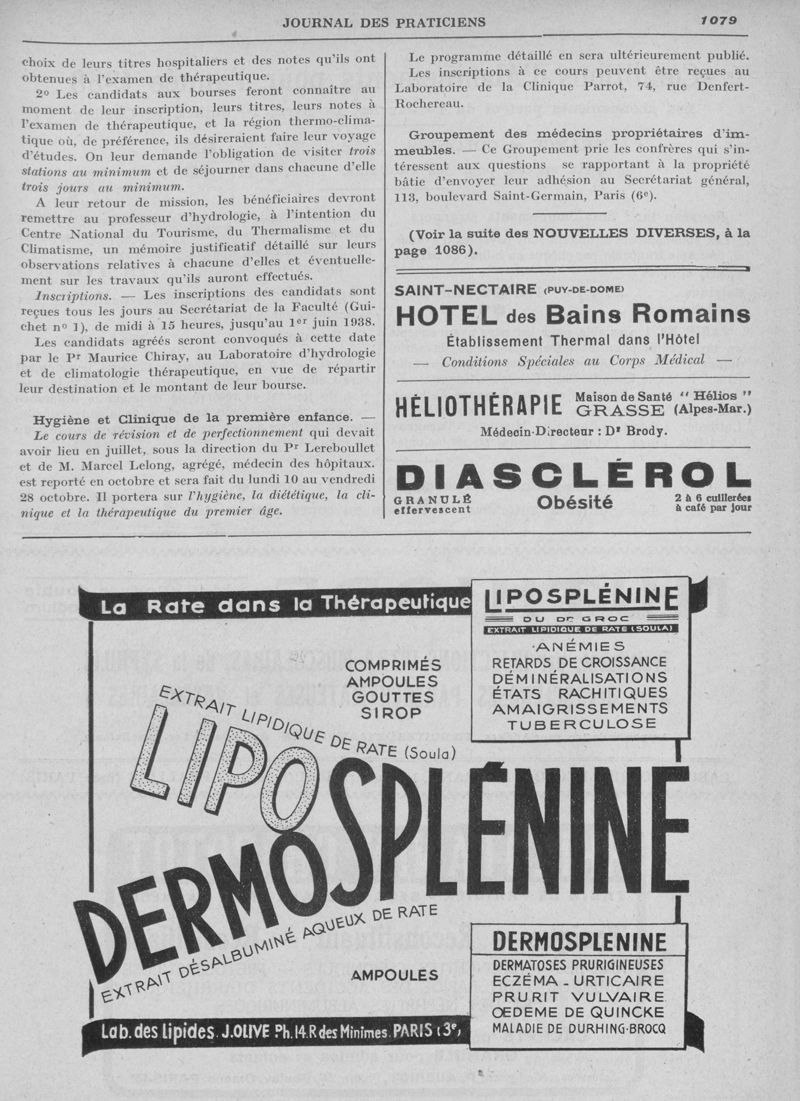 JOURNAL DES PRATICIENS
1079
choix de leurs titres hospitaliers et des notes qu'ils ont
obtenues à l'examen de thérapeutique.
2o Les candidats aux bourses feront connaître au
moment de leur inscription, leurs titres, leurs notes à
l'examen de thérapeutique, et la région thermo-clima-
tique où, de préférence, ils désireraient faire leur voyage
d'études. On leur demande l'obligation de visiter trois
stations au minimum et de séjourner dans chacune d'elle
trois jours au minimum.
A leur retour de mission, les bénéficiaires devront
remettre au professeur d'hydrologie, à l'intention du
Centre National du Tourisme, du Thermalisme et du
Climatisme, un mémoire justificatif détaillé sur leurs
observations relatives à chacune d'elles et éventuelle-
ment sur les travaux qu'ils auront effectués.
Inscriptions. — Les inscriptions des candidats sont
reçues tous les jours au Secrétariat de la Faculté (Gui-
chet no 1), de midi à 15 heures, jusqu'au 1er juin 1938.
Les candidats agréés seront convoqués à cette date
par le Pr Maurice Chiray, au Laboratoire d'hydrologie
et de climatologie thérapeutique, en vue de répartir
leur destination et le montant de leur bourse.
Hygiène et Clinique de la première enfance. —
Le cours de révision et de perfectionnement qui devait
avoir lieu en juillet, sous la direction du Pr Lereboullet
et de M. Marcel Lelong, agrégé, médecin des hôpitaux.
est reporté en octobre et sera fait du lundi 10 au vendredi
28 octobre. Il portera sur l'hygiène, la diététique, la cli-
nique et la thérapeutique du premier âge.
Le programme détaillé en sera ultérieurement publié.
Les inscriptions à ce cours peuvent être reçues au
Laboratoire de la Clinique Parrot, 74, rue Denfert-
Rochereau.
Groupement des médecins propriétaires d'im-
meubles. — Ce Groupement prie les confrères qui s'in-
téressent aux questions se rapportant à la propriété
bâtie d'envoyer leur adhésion au Secrétariat général,
113, boulevard Saint-Germain, Paris (6e).
(Voir la suite des NOUVELLES DIVERSES, à la
page 1086).
SAINT-NECTAIRE (PUY-DE-DOME)
HOTEL des Bains Romains
Établissement Thermal dans l'Hôtel
— Conditions Spéciales au Corps Médical —
HÉLIOTHÉRAPIE Maison de Santé " Hélios "
GRASSE (Alpes-Mar.)
Médecin-Directeur : Dr Brody.
DIASCLÉROL
GRANULÉ
effervescent
Obésité
2 à 6 cuillerées
à café par jour
La Rate dans la Thérapeutique
LIPOSPLÉNINE
DU DR GROC
EXTRAIT LIPIDIQUE DE RATE (SOULA)
ANÉMIES
RETARDS DE CROISSANCE
DÉMINÉRALISATIONS
ÉTATS RACHITIQUES
AMAIGRISSEMENTS
TUBERCULOSE
COMPRIMÉS
AMPOULES
GOUTTES
SIROP
EXTRAIT LIPIDIQUE DE RATE (Soula)
LIPO
DERMOSPLÉNINE
EXTRAIT DÉSALBUMINÉ AQUEUX DE RATE
AMPOULES
DERMOSPLENINE
DERMATOSES PRURIGINEUSES
ECZÉMA - URTICAIRE
PRURIT VULVAIRE
ŒDEME DE QUINCKE
MALADIE DE DURHING-BROCQ
Lab. des Lipides. J.OLIVE Ph. 14. R des Minimes. PARIS (3e)